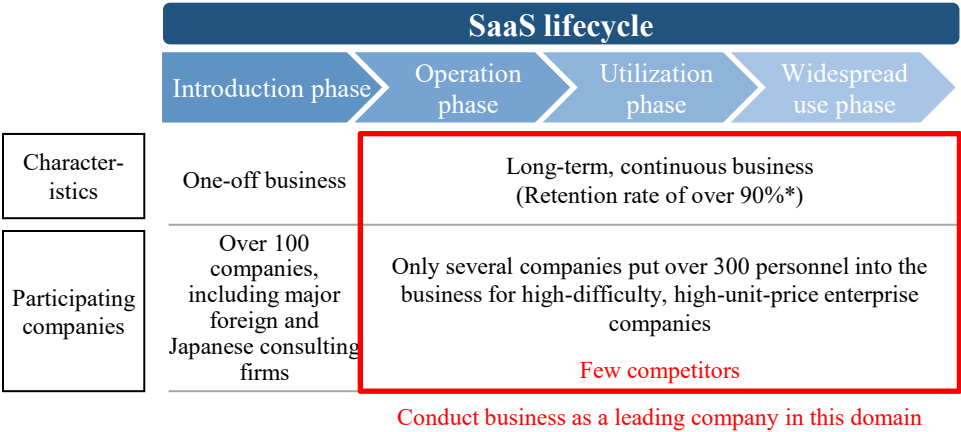 SaaS lifecycle
Introduction phase
Operation
phase
Utilization
phase
Widespread
use phase
Character-
istics
One-off business
Long-term, continuous business
(Retention rate of over 90%*)
Participating
companies
Over 100
companies,
including major
foreign and
Japanese consulting
firms
Only several companies put over 300 personnel into the
business for high-difficulty, high-unit-price enterprise
companies
Few competitors
Conduct business as a leading company in this domain